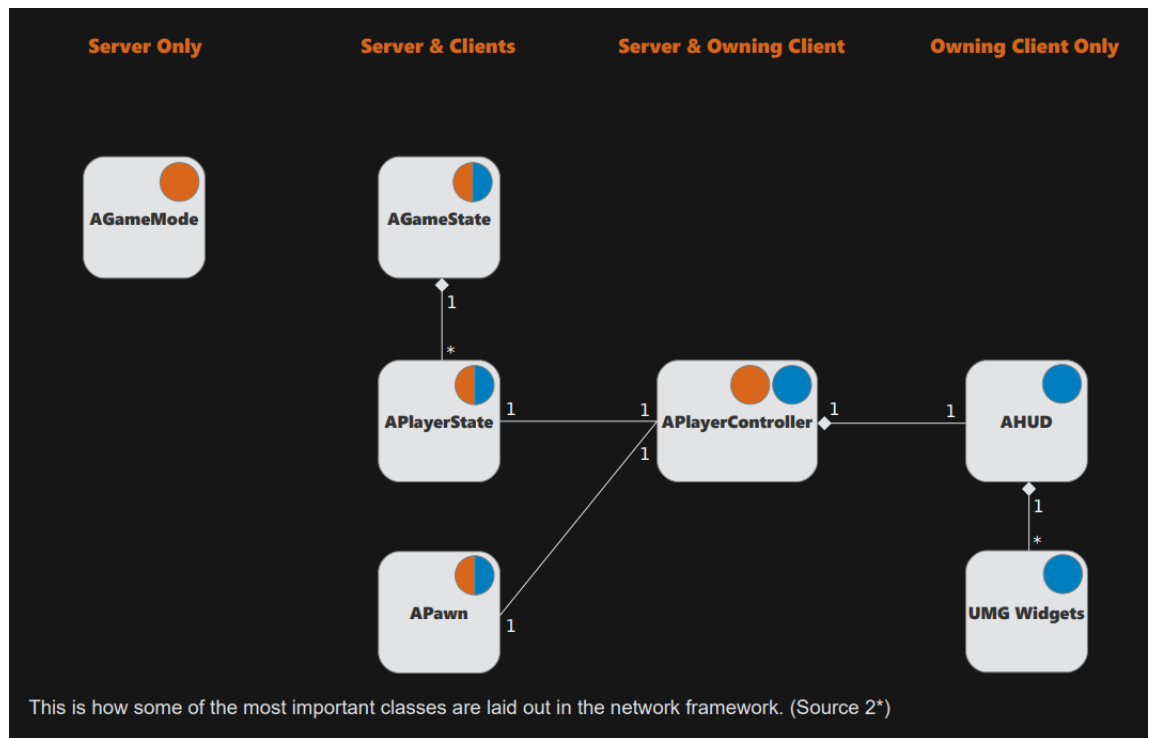 Server Only
Server & Clients
Server & Owning Client
Owning Client Only
AGameMode
AGameState
1
*
APlayerState
1
1
1
APlayerController
1
1
AHUD
1
*
APawn
1
UMG Widgets
This is how some of the most important classes are laid out in the network framework. (Source 2*)